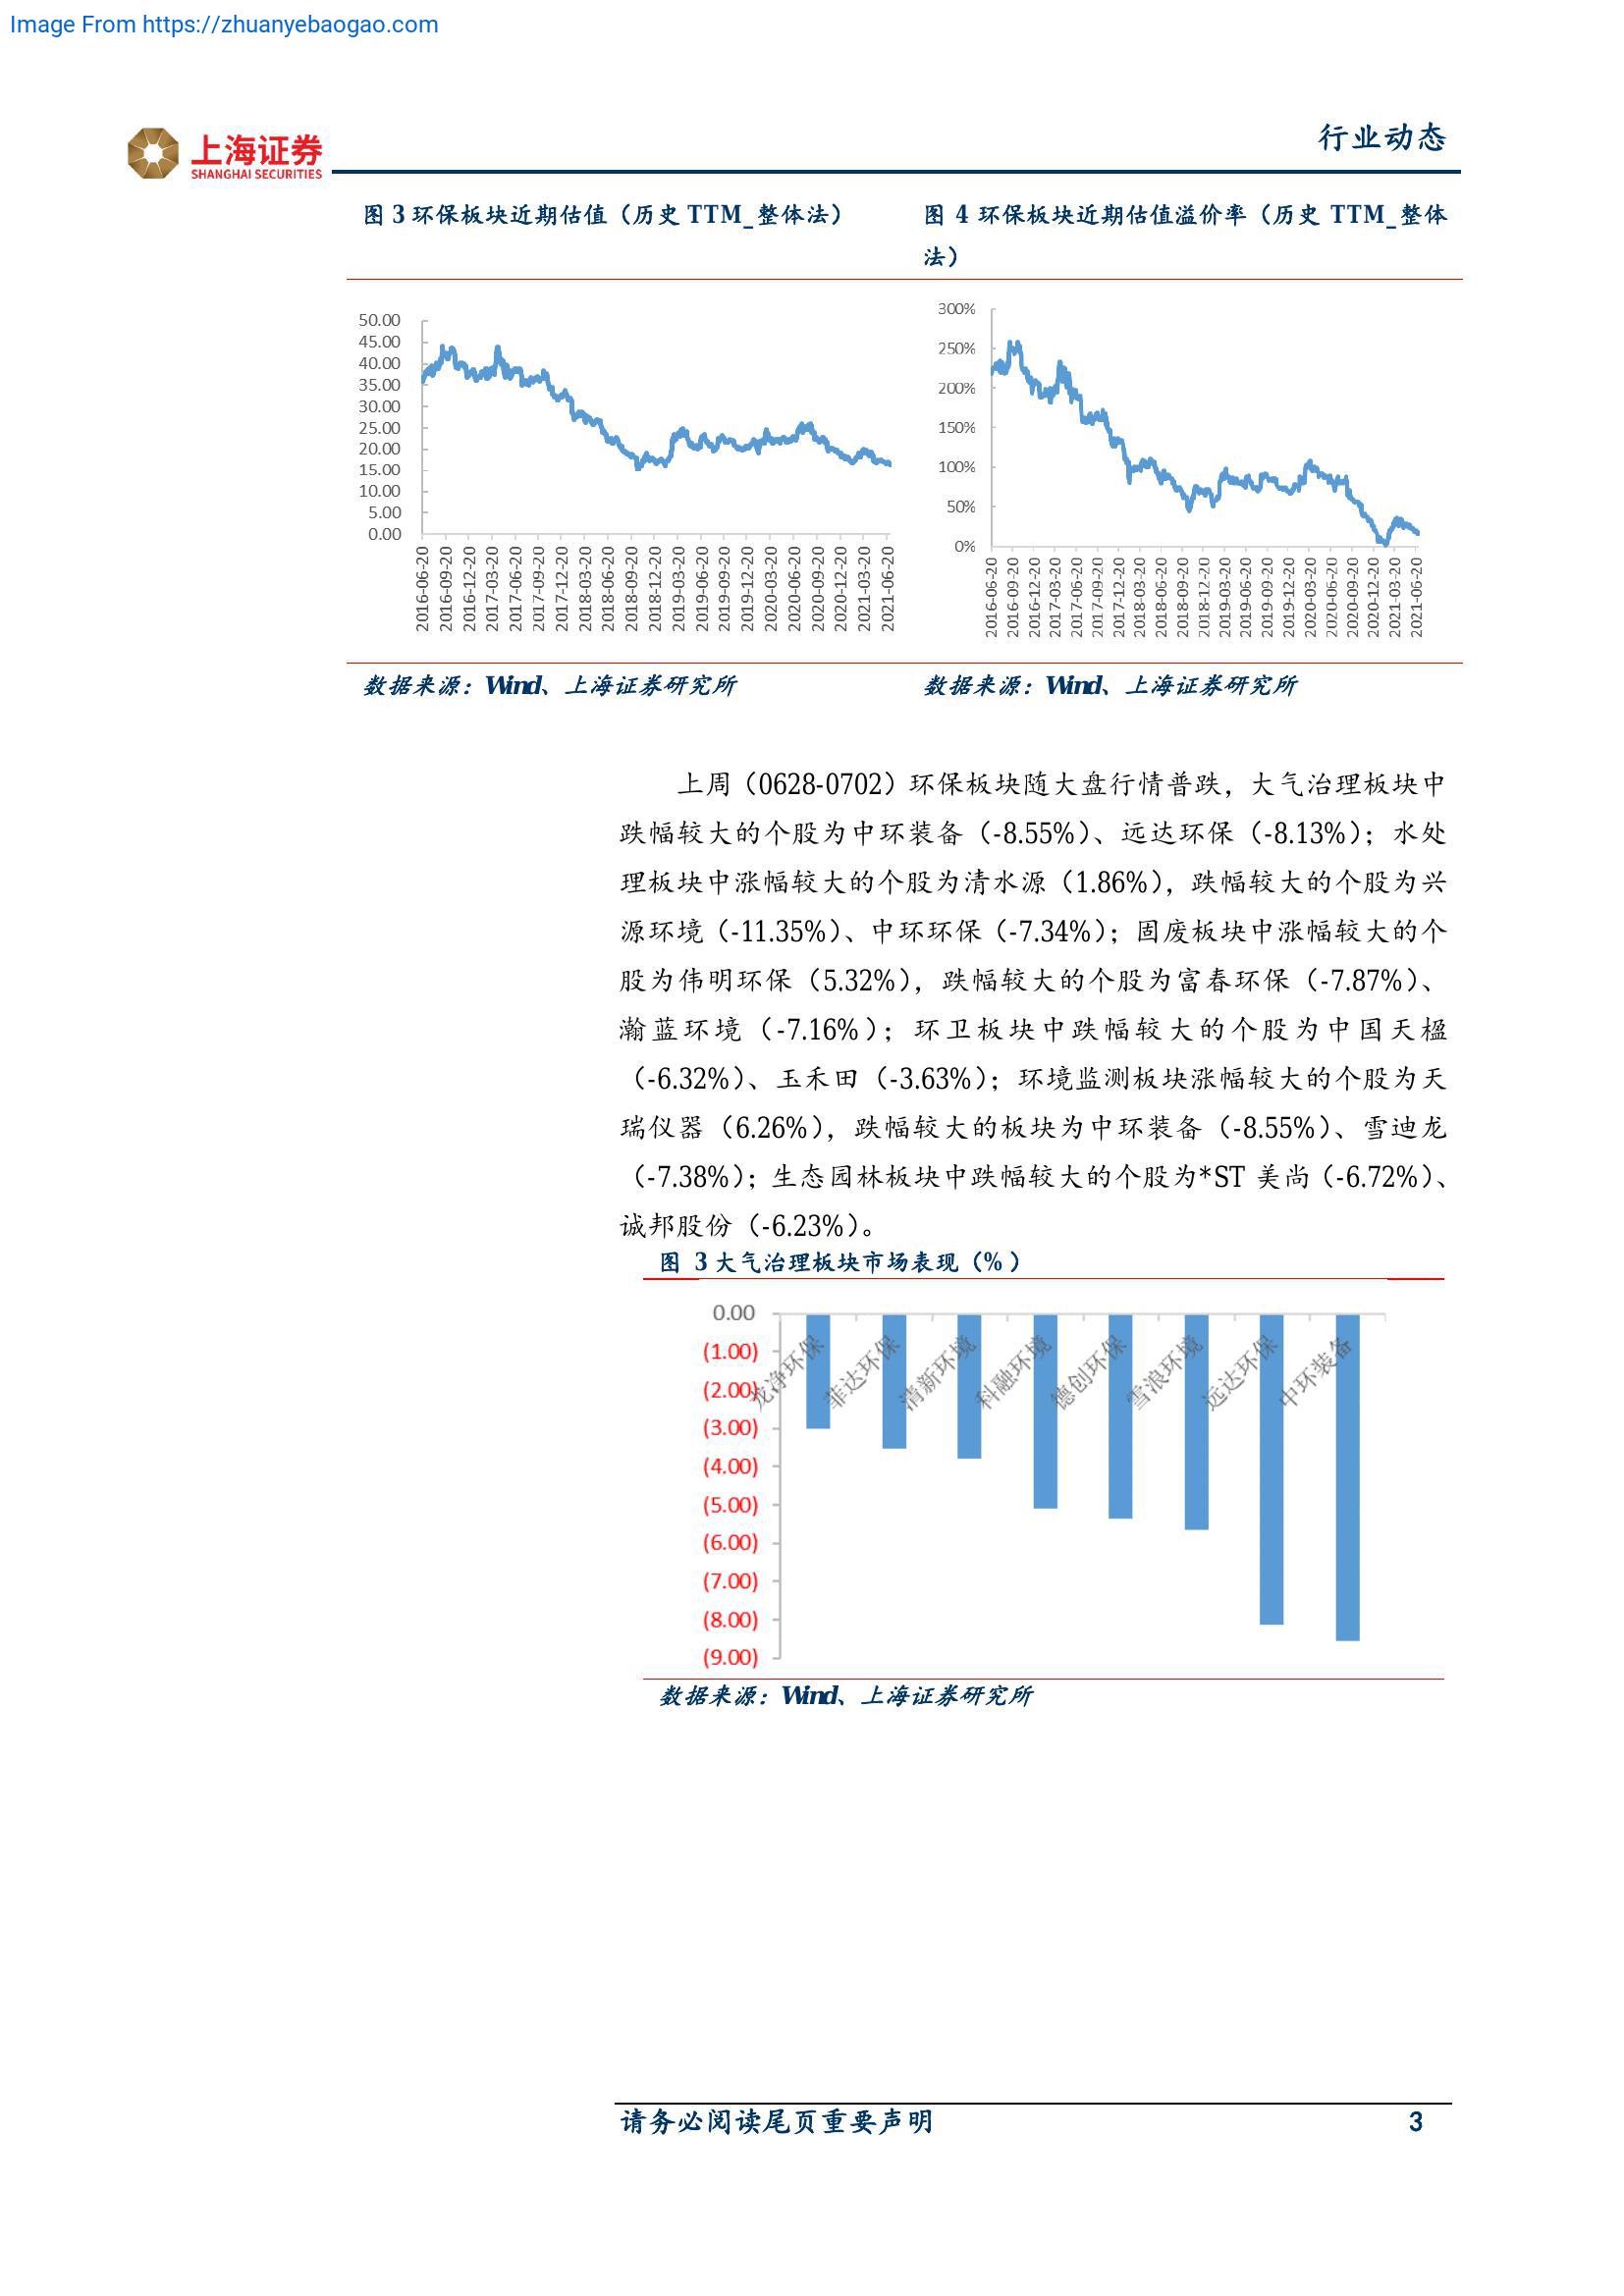 Image From https://zhuanyebaogao.com
上海证券
SHANGHAI SECURITIES
行业动态
图 3 环保板块近期估值（历史 TTM_整体法）
图 4 环保板块近期估值溢价率（历史 TTM_整体
法）
50.00
45.00
40.00
35.00
30.00
25.00
20.00
15.00
10.00
5.00
0.00
2016-06-20
2016-09-20
2016-12-20
2017-03-20
2017-06-20
2017-09-20
2017-12-20
2018-03-20
2018-06-20
2018-09-20
2018-12-20
2019-03-20
2019-06-20
2019-09-20
2019-12-20
2020-03-20
2020-06-20
2020-09-20
2020-12-20
2021-03-20
2021-06-20
300%
250%
200%
150%
100%
50%
0%
2016-06-20
2016-09-20
2016-12-20
2017-03-20
2017-06-20
2017-09-20
2017-12-20
2018-03-20
2018-06-20
2018-09-20
2018-12-20
2019-03-20
2019-06-20
2019-09-20
2019-12-20
2020-03-20
2020-06-20
2020-09-20
2020-12-20
2021-03-20
2021-06-20
数据来源：Wind、上海证券研究所
数据来源：Wind、上海证券研究所
上周（0628-0702）环保板块随大盘行情普跌，大气治理板块中
跌幅较大的个股为中环装备（-8.55%）、远达环保（-8.13%）；水处
理板块中涨幅较大的个股为清水源（1.86%），跌幅较大的个股为兴
源环境（-11.35%）、中环环保（-7.34%）；固废板块中涨幅较大的个
股为伟明环保（5.32%），跌幅较大的个股为富春环保（-7.87%）、
瀚蓝环境（-7.16%）；环卫板块中跌幅较大的个股为中国天楹
（-6.32%）、玉禾田（-3.63%）；环境监测板块涨幅较大的个股为天
瑞仪器（6.26%），跌幅较大的板块为中环装备（-8.55%）、雪迪龙
（-7.38%）；生态园林板块中跌幅较大的个股为*ST 美尚（-6.72%）、
诚邦股份（-6.23%）。
图 3 大气治理板块市场表现（%）
0.00
(1.00)
(2.00)
(3.00)
(4.00)
(5.00)
(6.00)
(7.00)
(8.00)
(9.00)
龙净环保
菲达环保
清新环境
科融环境
德创环保
雪浪环境
远达环保
中环装备
数据来源：Wind、上海证券研究所
请务必阅读尾页重要声明
3